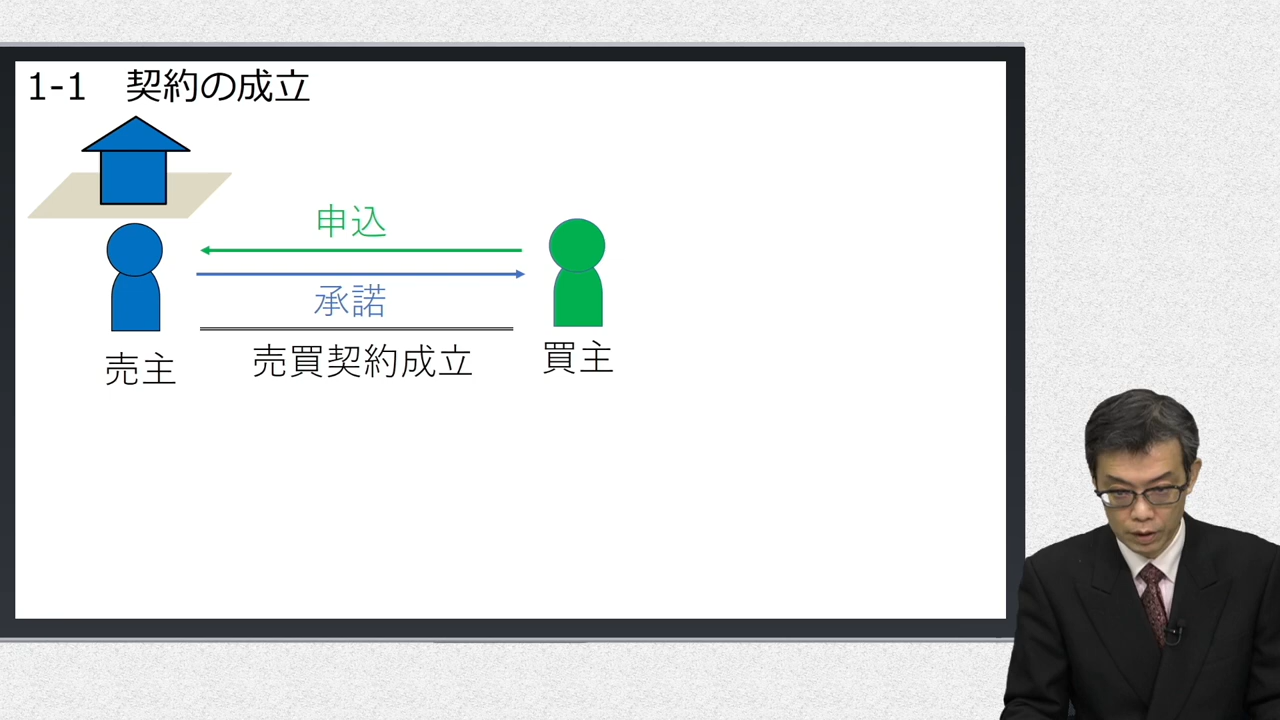 1-1 契約の成立
申込
承諾
売買契約成立
売主
買主